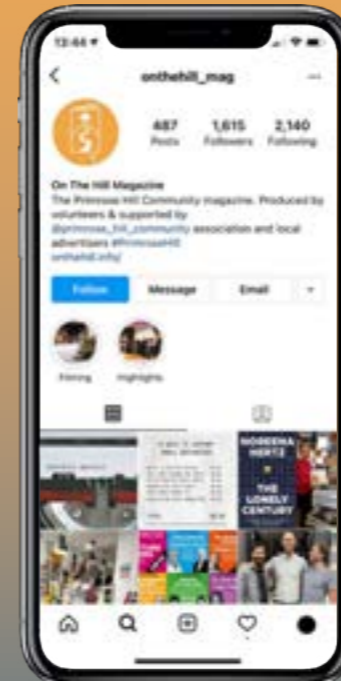 13:44
onthehill_mag
487 1,615 2,140
Posts Followers Following
On The Hill Magazine
The Primrose Hill Community magazine. Produced by
volunteers & supported by
@primrose_hill_community association and local
advertisers #PrimroseHill
onthehill.info/
Follow Message Email
Filming Highlights
NOREENA
HERTZ
THE
LONELY
CENTURY